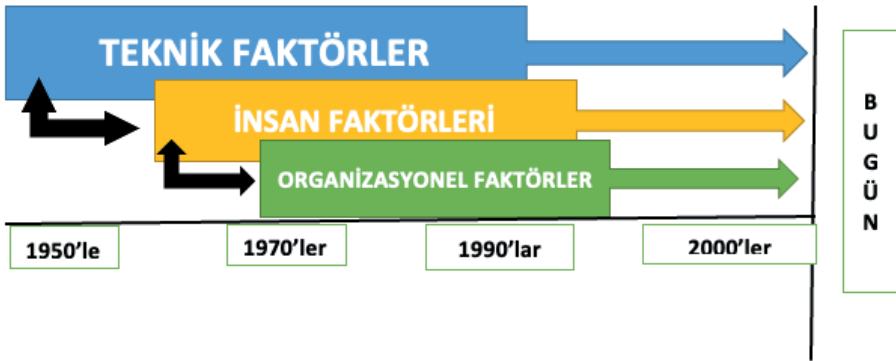 TEKNİK FAKTÖRLER
İNSAN FAKTÖRLERİ
ORGANİZASYONEL FAKTÖRLER
1950'le
1970'ler
1990'lar
2000'ler
B
U
G
Ü
N